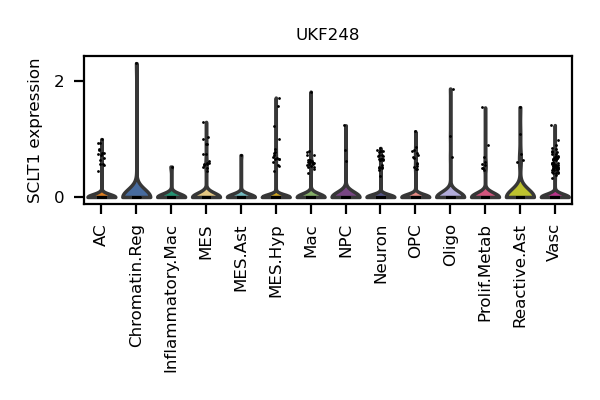 UKF248
SCLT1 expression
2
0
AC
Chromatin.Reg
Inflammatory.Mac
MES
MES.Ast
MES.Hyp
Mac
NPC
Neuron
OPC
Oligo
Prolif.Metab
Reactive.Ast
Vasc